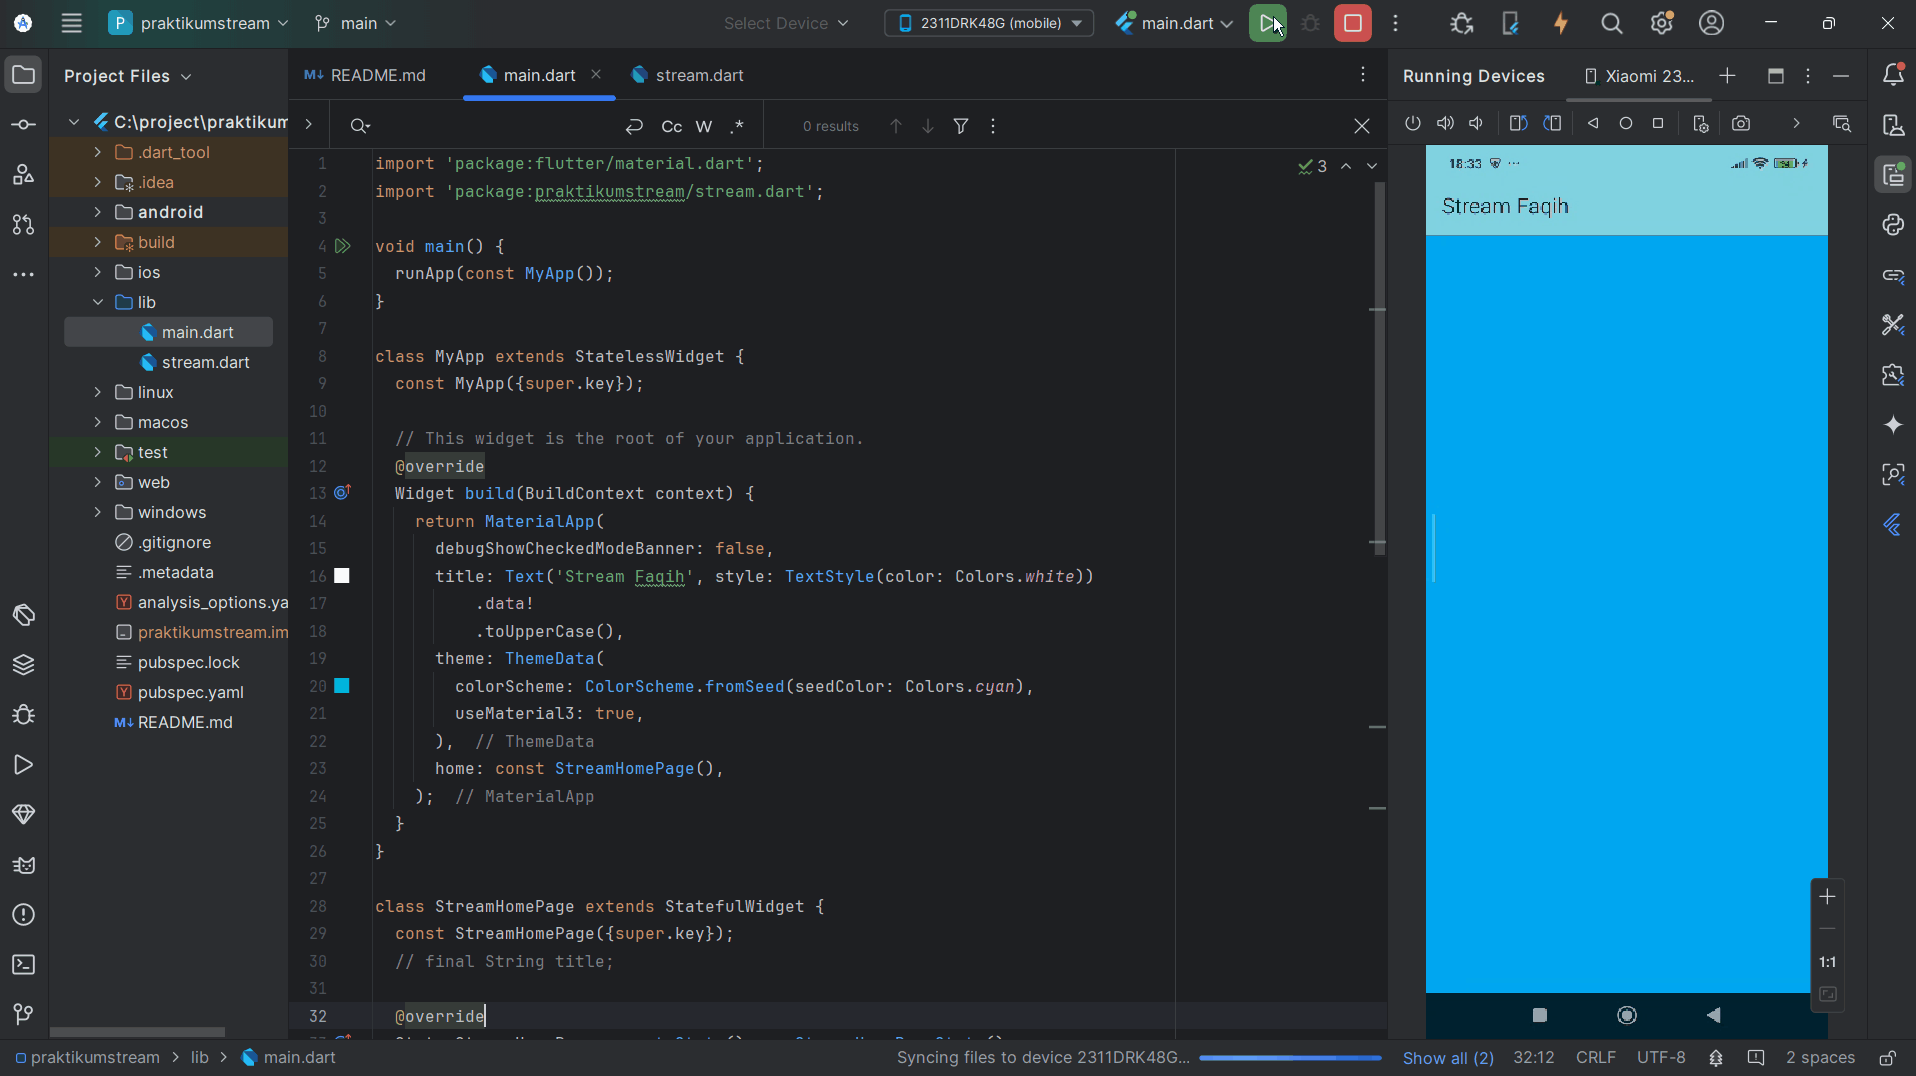 P praktikumstream
main
Select Device
2311DRK48G (mobile)
main.dart
Project Files
README.md
main.dart
stream.dart
Running Devices
Xiaomi 23...
C:\project\praktikum
.dart_tool
.idea
android
build
ios
lib
main.dart
stream.dart
linux
macos
test
web
windows
.gitignore
.metadata
analysis_options.ya
praktikumstream.im
pubspec.lock
pubspec.yaml
README.md
Cc W .*
0 results
3
1 import 'package:flutter/material.dart';
2 import 'package:praktikumstream/stream.dart';
3
4 void main() {
5 runApp(const MyApp());
6 }
7
8 class MyApp extends StatelessWidget {
9 const MyApp({super.key});
10
11 // This widget is the root of your application.
12 @override
13 Widget build(BuildContext context) {
14 return MaterialApp(
15 debugShowCheckedModeBanner: false,
16 title: Text('Stream Faqih', style: TextStyle(color: Colors.white))
17 .data!
18 .toUpperCase(),
19 theme: ThemeData(
20 colorScheme: ColorScheme.fromSeed(seedColor: Colors.cyan),
21 useMaterial3: true,
22 ), // ThemeData
23 home: const StreamHomePage(),
24 ); // MaterialApp
25 }
26 }
27
28 class StreamHomePage extends StatefulWidget {
29 const StreamHomePage({super.key});
30 // final String title;
31
32 @override
18:33
Stream Faqih
1:1
praktikumstream > lib > main.dart
Syncing files to device 2311DRK48G...
Show all (2)
32:12
CRLF
UTF-8
2 spaces